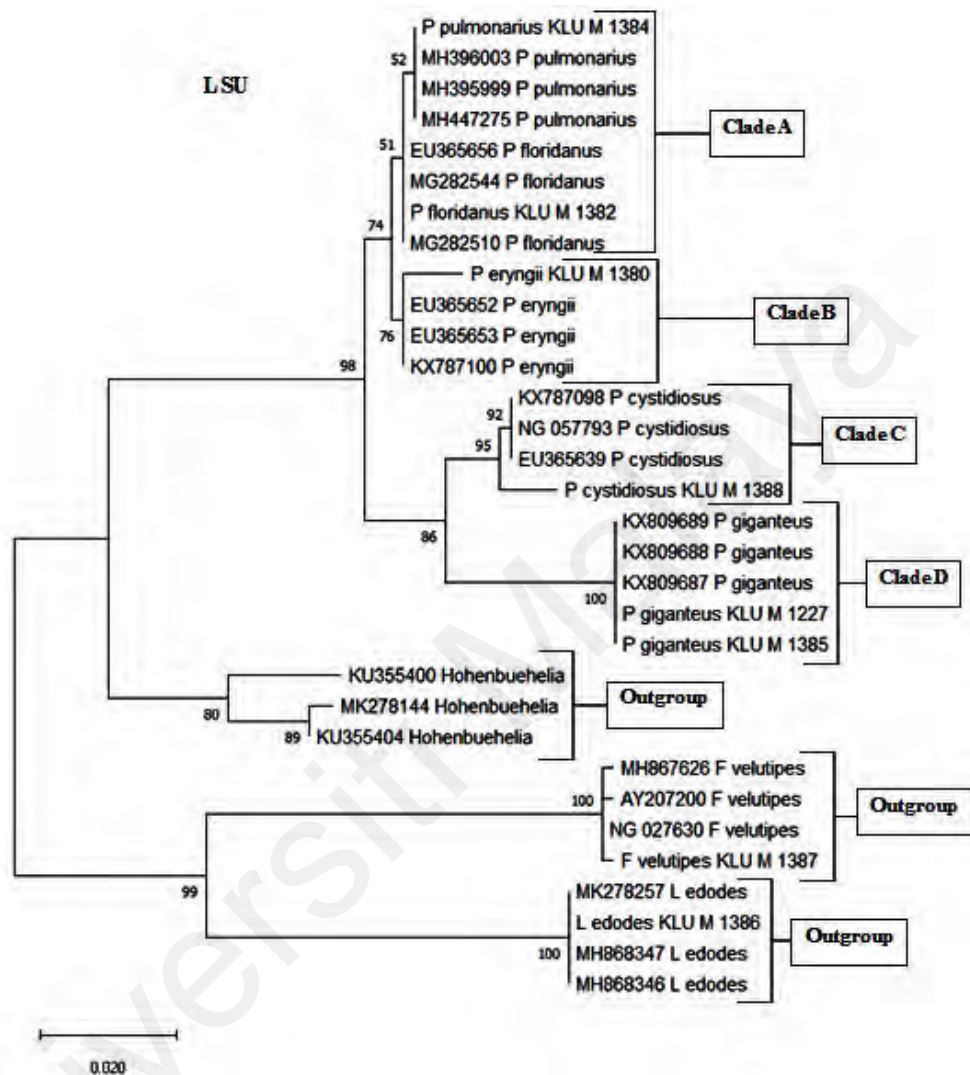 LSU
P pulmonarius KLU M 1384
52
MH396003 P pulmonarius
MH395999 P pulmonarius
MH447275 P pulmonarius
Clade A
51
EU365656 P floridanus
MG282544 P floridanus
P floridanus KLU M 1382
74
MG282510 P floridanus
P eryngii KLU M 1380
EU365652 P eryngii
Clade B
76
EU365653 P eryngii
KX787100 P eryngii
98
KX787098 P cystidiosus
92
NG 057793 P cystidiosus
Clade C
95
EU365639 P cystidiosus
P cystidiosus KLU M 1388
86
KX809689 P giganteus
KX809688 P giganteus
KX809687 P giganteus
Clade D
100
P giganteus KLU M 1227
P giganteus KLU M 1385
KU355400 Hohenbuehelia
80
MK278144 Hohenbuehelia
Outgroup
89
KU355404 Hohenbuehelia
MH867626 F velutipes
100
AY207200 F velutipes
Outgroup
NG 027630 F velutipes
F velutipes KLU M 1387
99
MK278257 L edodes
L edodes KLU M 1386
Outgroup
100
MH868347 L edodes
MH868346 L edodes
0.020
versiti Malaya